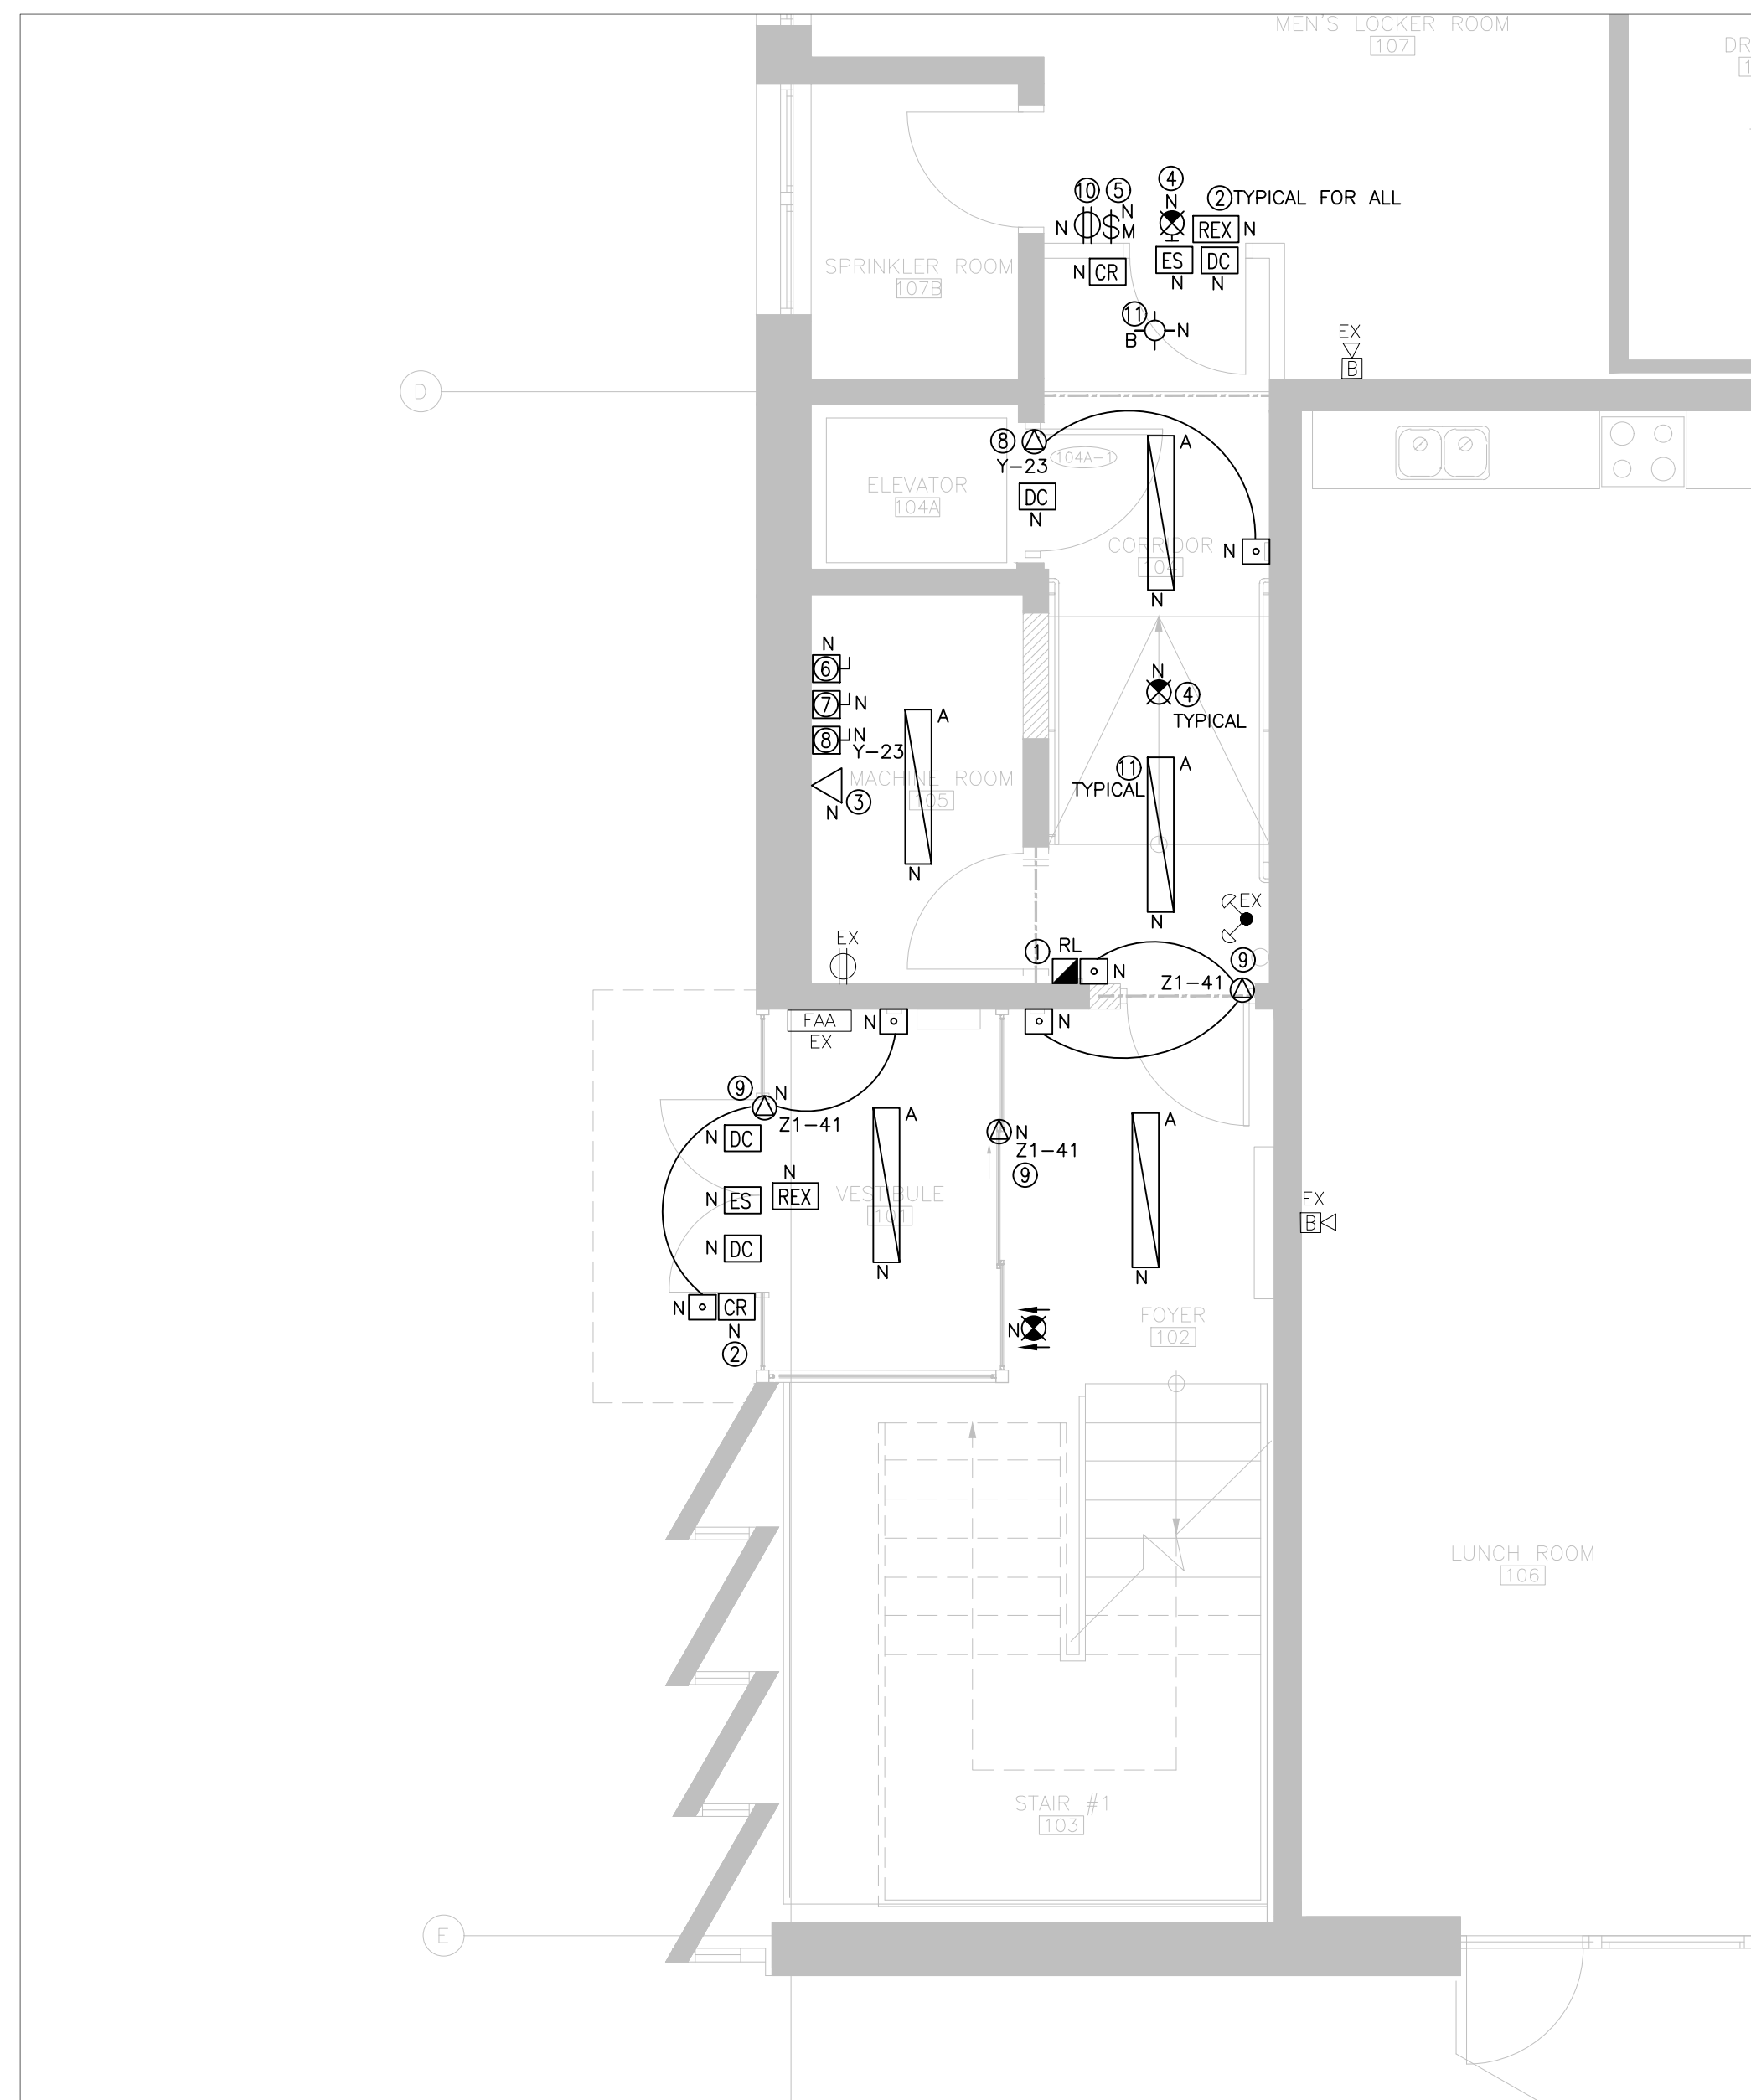 MEN'S LOCKER ROOM
107
DR
1
10
5
4
N
2 TYPICAL FOR ALL
N
N
M
REX N
ES
DC
N CR
N
N
SPRINKLER ROOM
107B
11
N
B
EX
B
D
8
Y-23
104A-1
A
ELEVATOR
104A
DC
N
CORRIDOR
104
N
N
N
6
7 N
8 N
Y-23
A
N
4
TYPICAL
11
A
TYPICAL
MACHINE ROOM
105
3
N
N
EX
N
EX
1
RL
N
9
Z1-41
FAA
EX
N
N
9
N
Z1-41
A
N
Z1-41
9
A
N DC
N
N ES
REX
VESTIBULE
101
N DC
EX
B
N
N
N CR
N
2
N
FOYER
102
LUNCH ROOM
106
STAIR #1
103
E